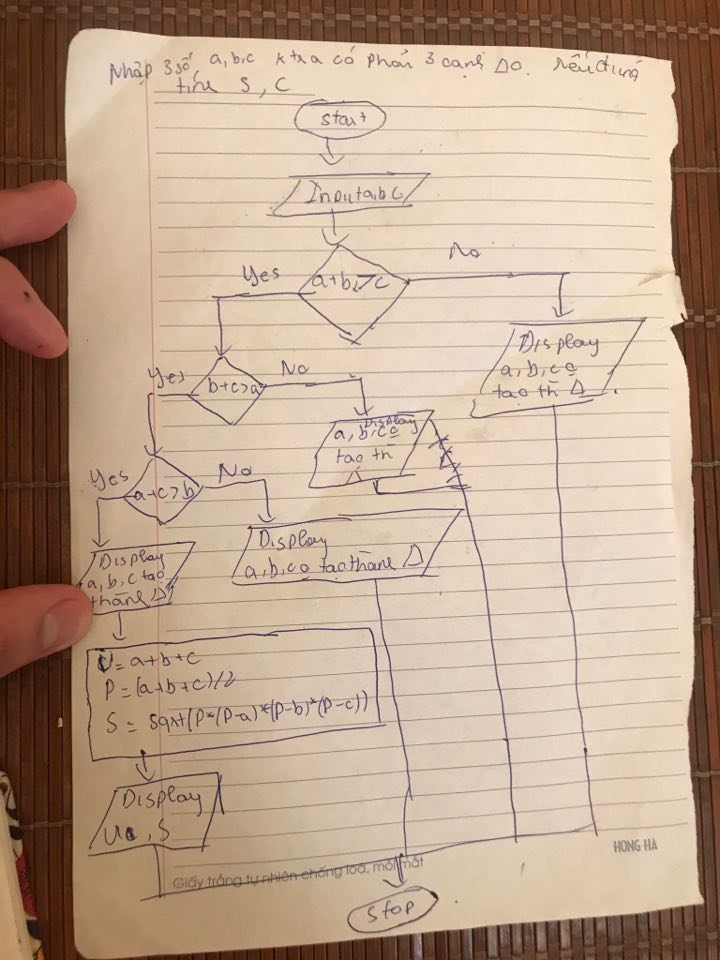 Nhập 3 số a,b,c ktra có phải 3 cạnh Δ o. nếu đúng
tính S, C
start
Input a,b,c
a+b>c
Yes
No
Display
a, b, c o
tạo th Δ
b+c>a
Yes
No
Display
a, b, c o
tạo th
Δ
a+c>b
Yes
No
Display
a, b, c tạo
thành Δ
Display
a, b, c o tạo thành Δ
U = a+b+c
P = (a+b+c)/2
S = sqrt(P*(P-a)*(P-b)*(P-c))
Display
U, S
stop
HONG HA
Giấy trắng tự nhiên chống lóa, mỏi mắt